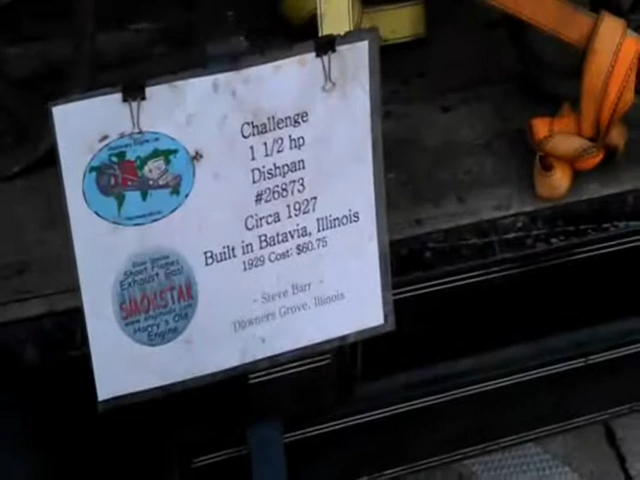 Challenge
1 1/2 hp
Dishpan
#26873
Circa 1927
Built in Batavia, Illinois
1929 Cost: $60.75
~ Steve Barr ~
Downers Grove, Illinois
Shoot Flames
Exhaust Gas!
SMOKSTAK
Harry's Old
Engine